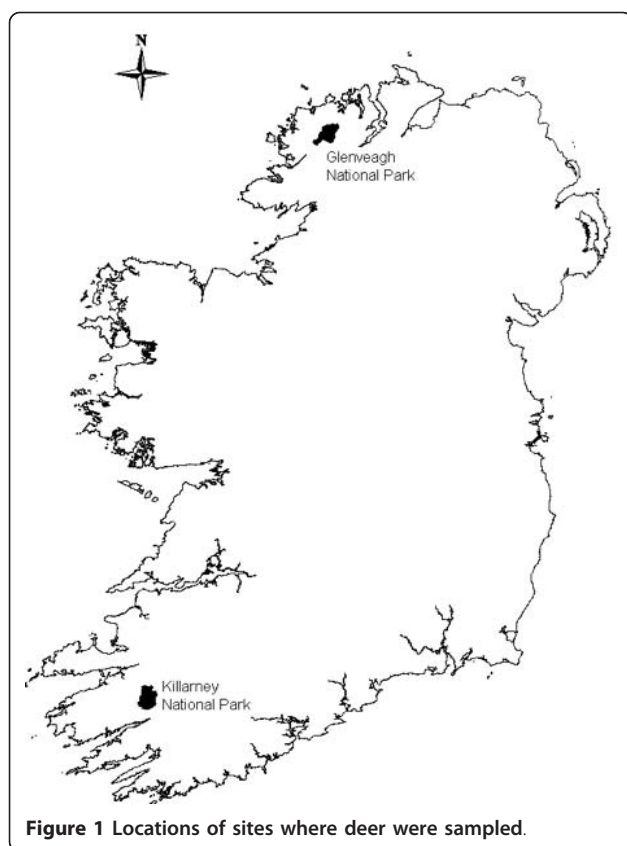 N
Glenveagh
National Park
Killarney
National Park
Figure 1 Locations of sites where deer were sampled.